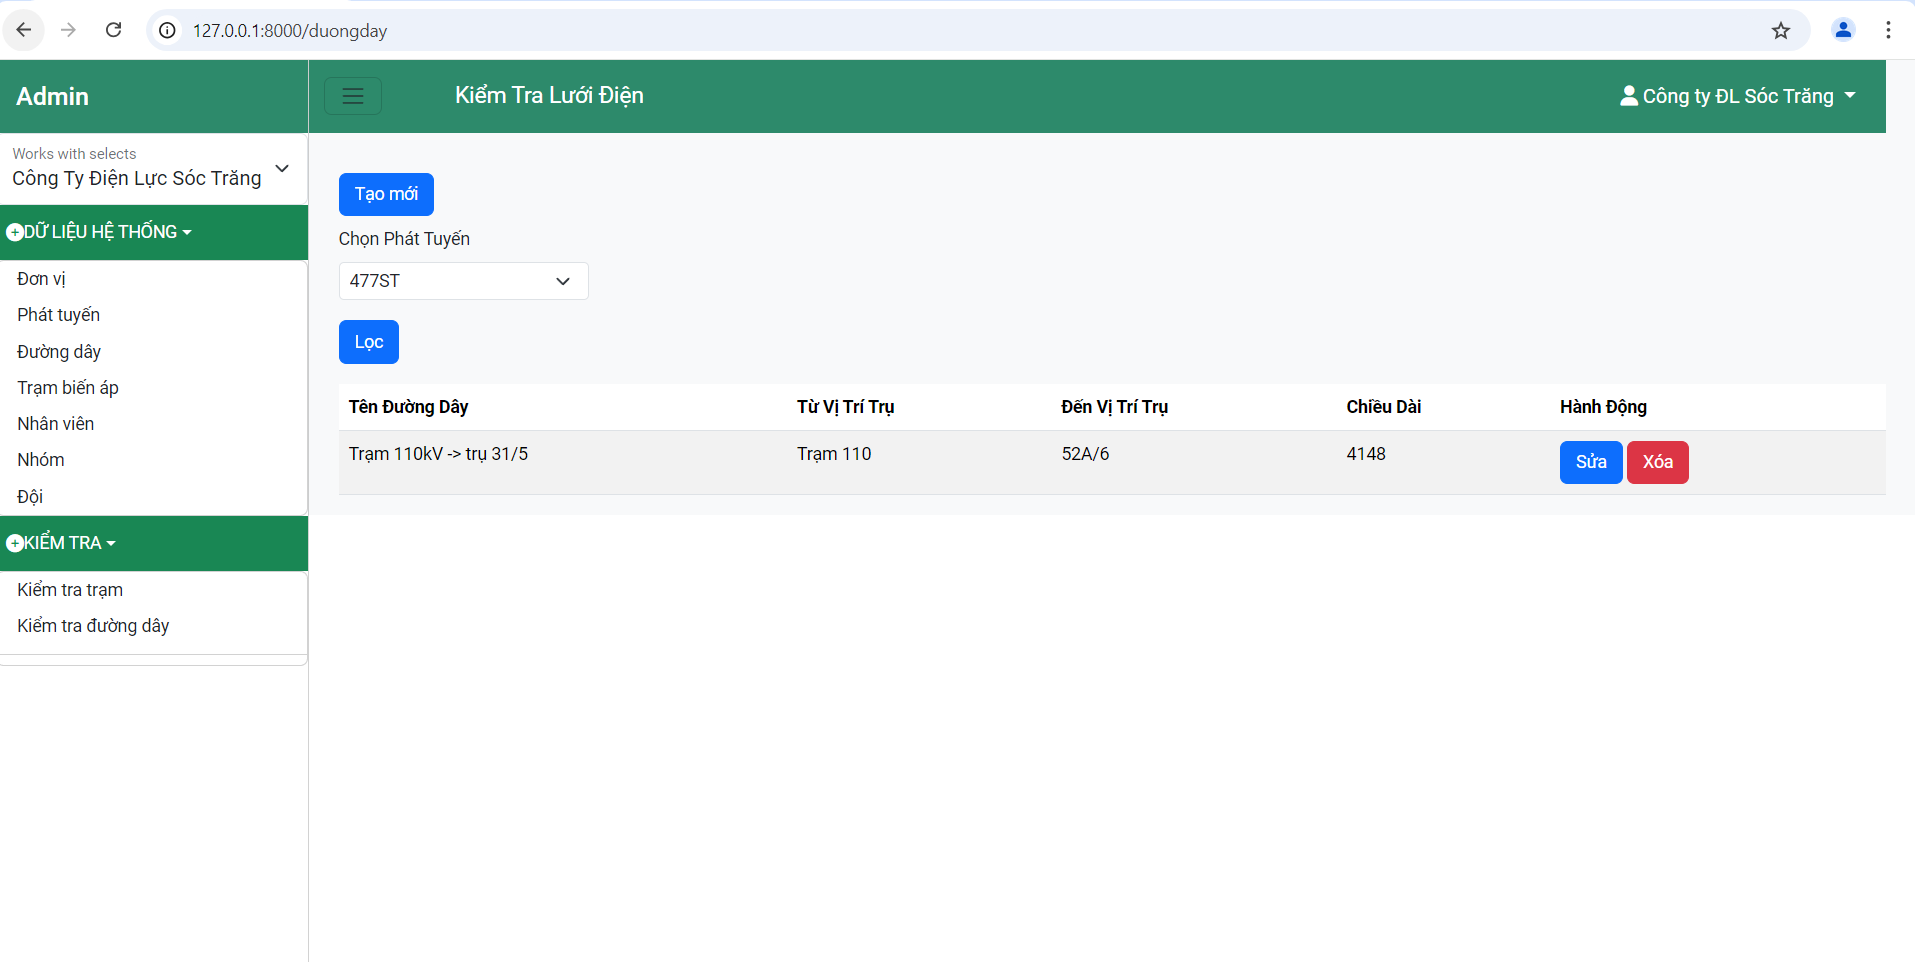 127.0.0.1:8000/duongday
Admin
Kiểm Tra Lưới Điện
Công ty ĐL Sóc Trăng
Works with selects
Công Ty Điện Lực Sóc Trăng
DỮ LIỆU HỆ THỐNG
Đơn vị
Phát tuyến
Đường dây
Trạm biến áp
Nhân viên
Nhóm
Đội
KIỂM TRA
Kiểm tra trạm
Kiểm tra đường dây
Tạo mới
Chọn Phát Tuyến
477ST
Lọc
Tên Đường Dây Từ Vị Trí Trụ Đến Vị Trí Trụ Chiều Dài Hành Động
Trạm 110kV -> trụ 31/5 Trạm 110 52A/6 4148 Sửa Xóa